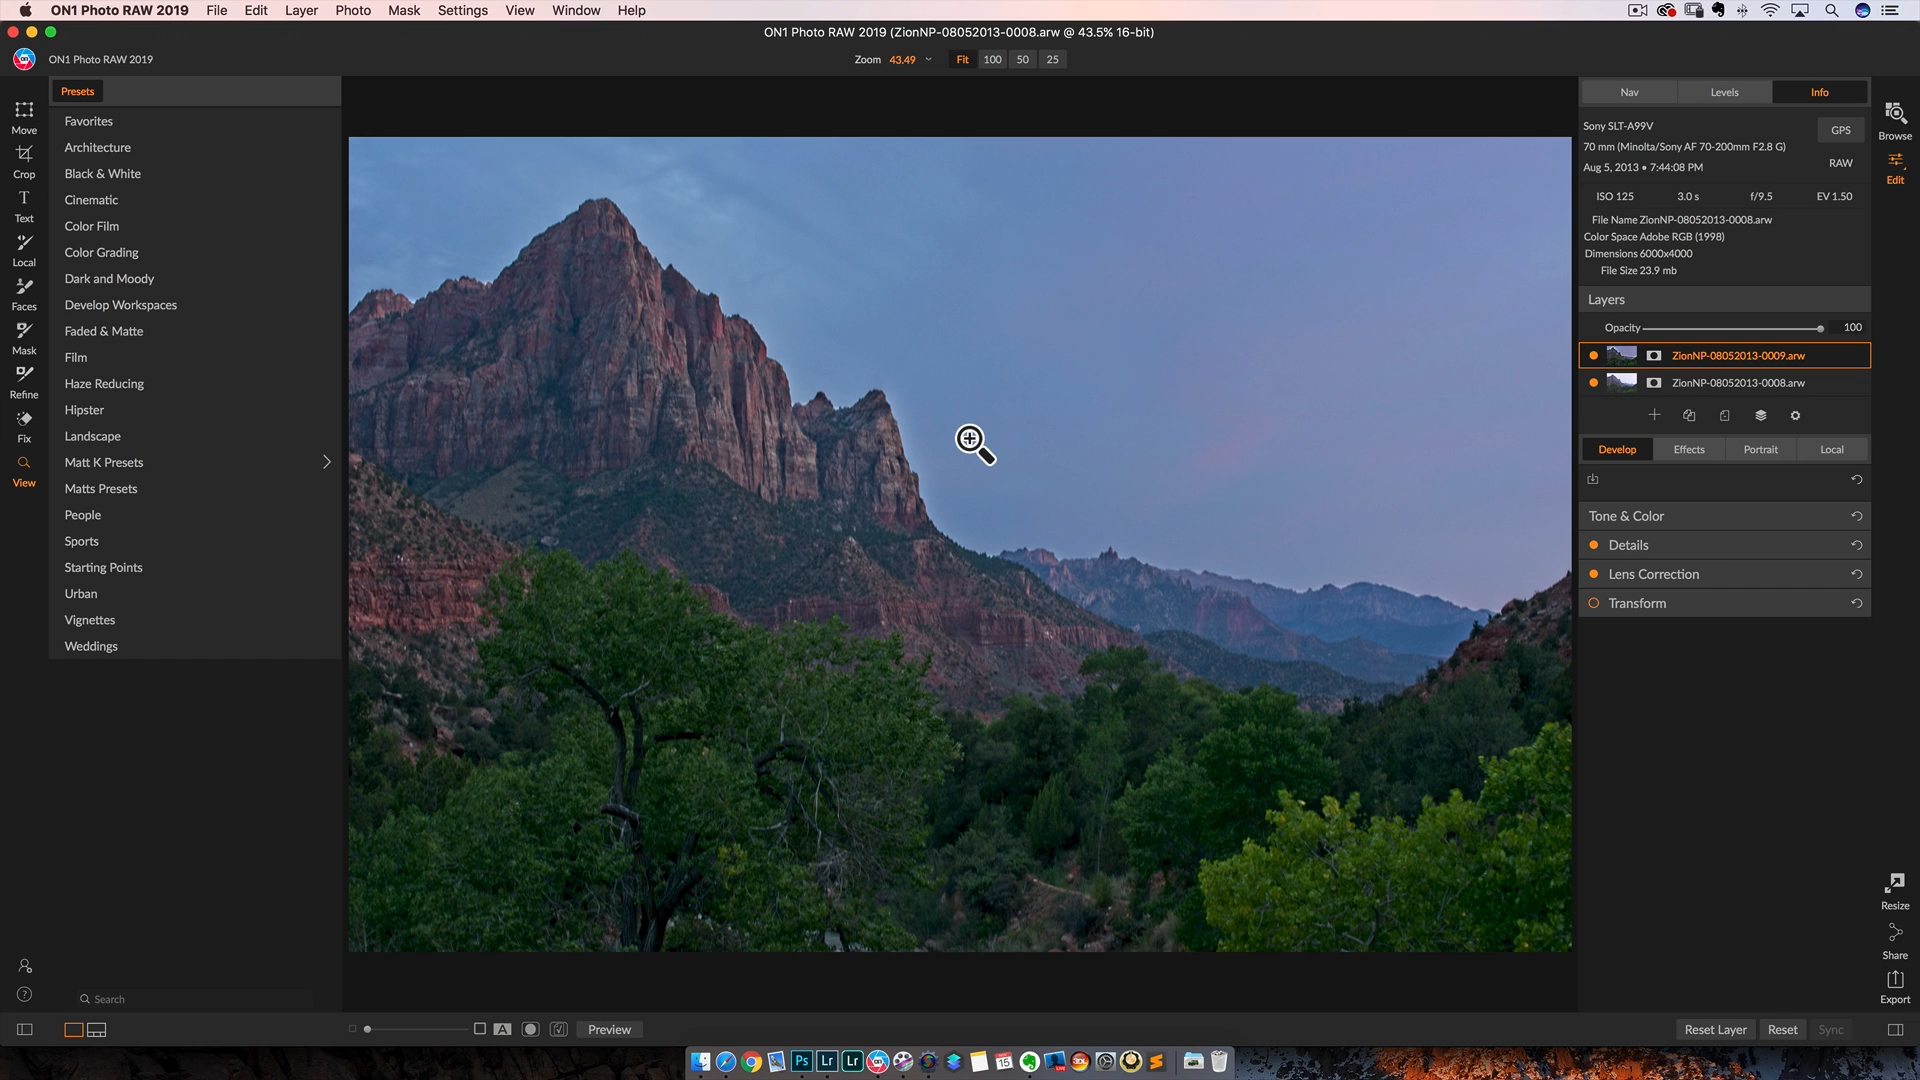 ON1 Photo RAW 2019 File Edit Layer Photo Mask Settings View Window Help
ON1 Photo RAW 2019 (ZionNP-08052013-0008.arw @ 43.5% 16-bit)
ON1 Photo RAW 2019
Zoom 43.49 Fit 100 50 25
Presets
Favorites
Architecture
Black & White
Cinematic
Color Film
Color Grading
Dark and Moody
Develop Workspaces
Faded & Matte
Film
Haze Reducing
Hipster
Landscape
Matt K Presets
Matts Presets
People
Sports
Starting Points
Urban
Vignettes
Weddings
Search
Move
Crop
Text
Local
Faces
Mask
Refine
Fix
View
Nav Levels Info
Sony SLT-A99V GPS
70 mm (Minolta/Sony AF 70-200mm F2.8 G)
Aug 5, 2013 • 7:44:08 PM RAW
ISO 125 3.0 s f/9.5 EV 1.50
File Name ZionNP-08052013-0008.arw
Color Space Adobe RGB (1998)
Dimensions 6000x4000
File Size 23.9 mb
Layers
Opacity 100
ZionNP-08052013-0009.arw
ZionNP-08052013-0008.arw
Develop Effects Portrait Local
Tone & Color
Details
Lens Correction
Transform
Browse
Edit
Resize
Share
Export
A Preview
Reset Layer Reset Sync
Ps Lr Lr 15